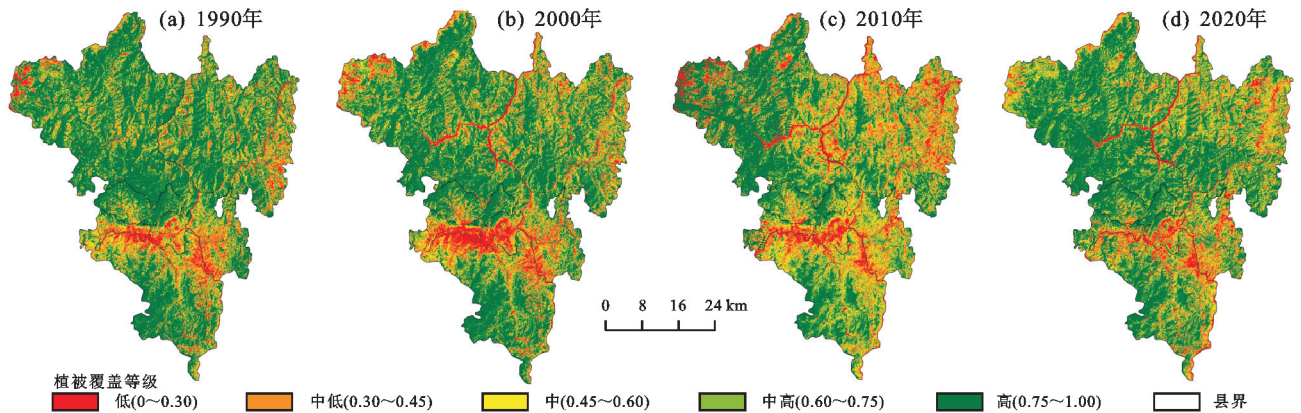 (a) 1990年
(b) 2000年
(c) 2010年
(d) 2020年
0 8 16 24 km
植被覆盖等级
低(0～0.30) 中低(0.30～0.45) 中(0.45～0.60) 中高(0.60～0.75) 高(0.75～1.00) 县界